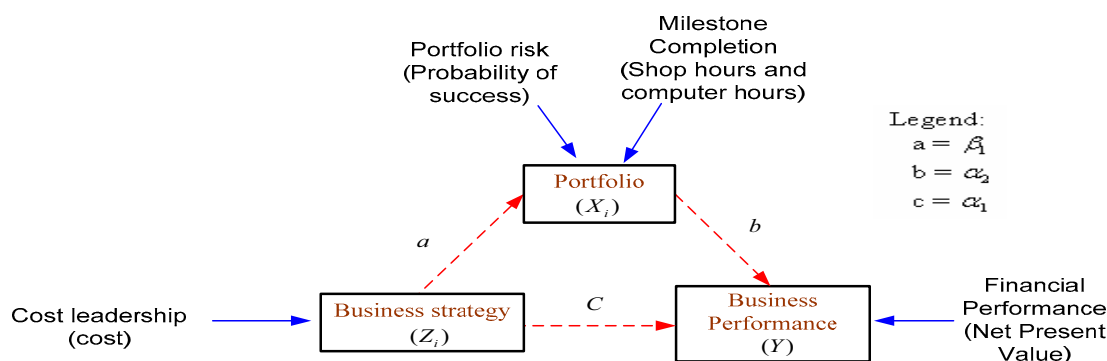 Portfolio risk
(Probability of
success)
Milestone
Completion
(Shop hours and
computer hours)
Legend:
a = β₁
b = α₂
c = α₁
Portfolio
(Xᵢ)
a
b
Cost leadership
(cost)
Business strategy
(Zᵢ)
C
Business
Performance
(Y)
Financial
Performance
(Net Present
Value)